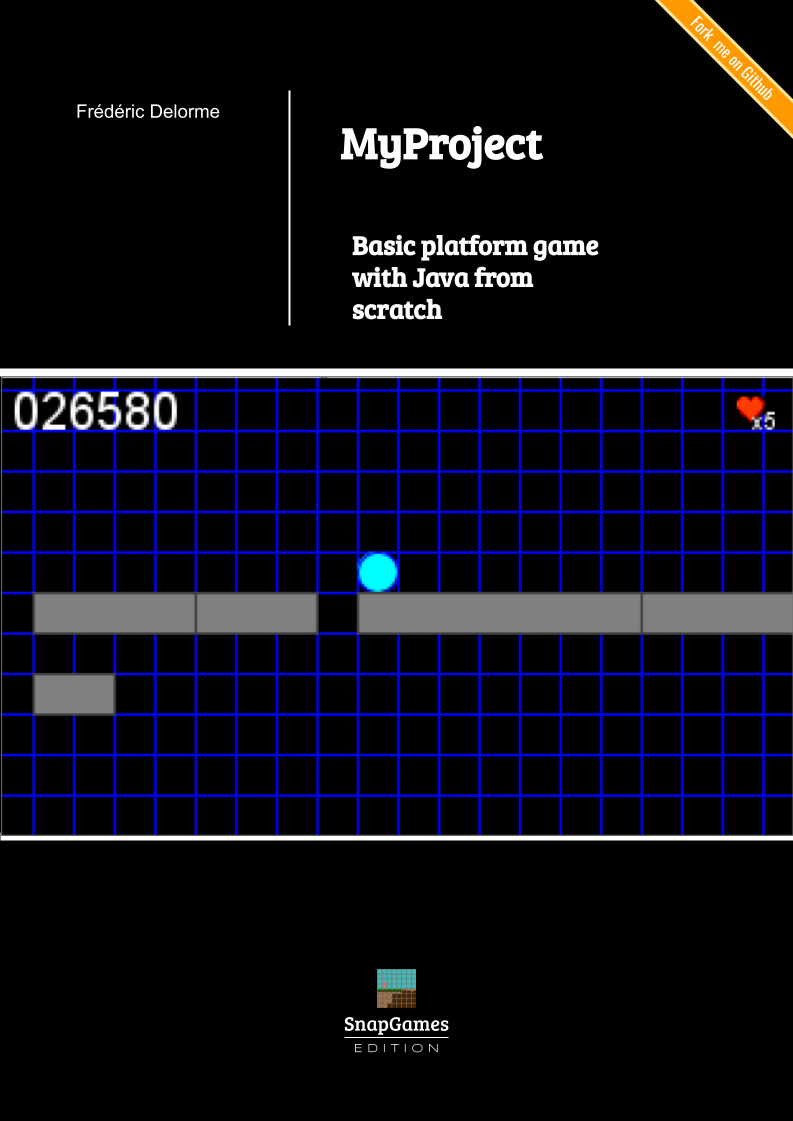 Fork me on Github
Frédéric Delorme
MyProject
Basic platform game
with Java from
scratch
026580
x5
SnapGames
EDITION